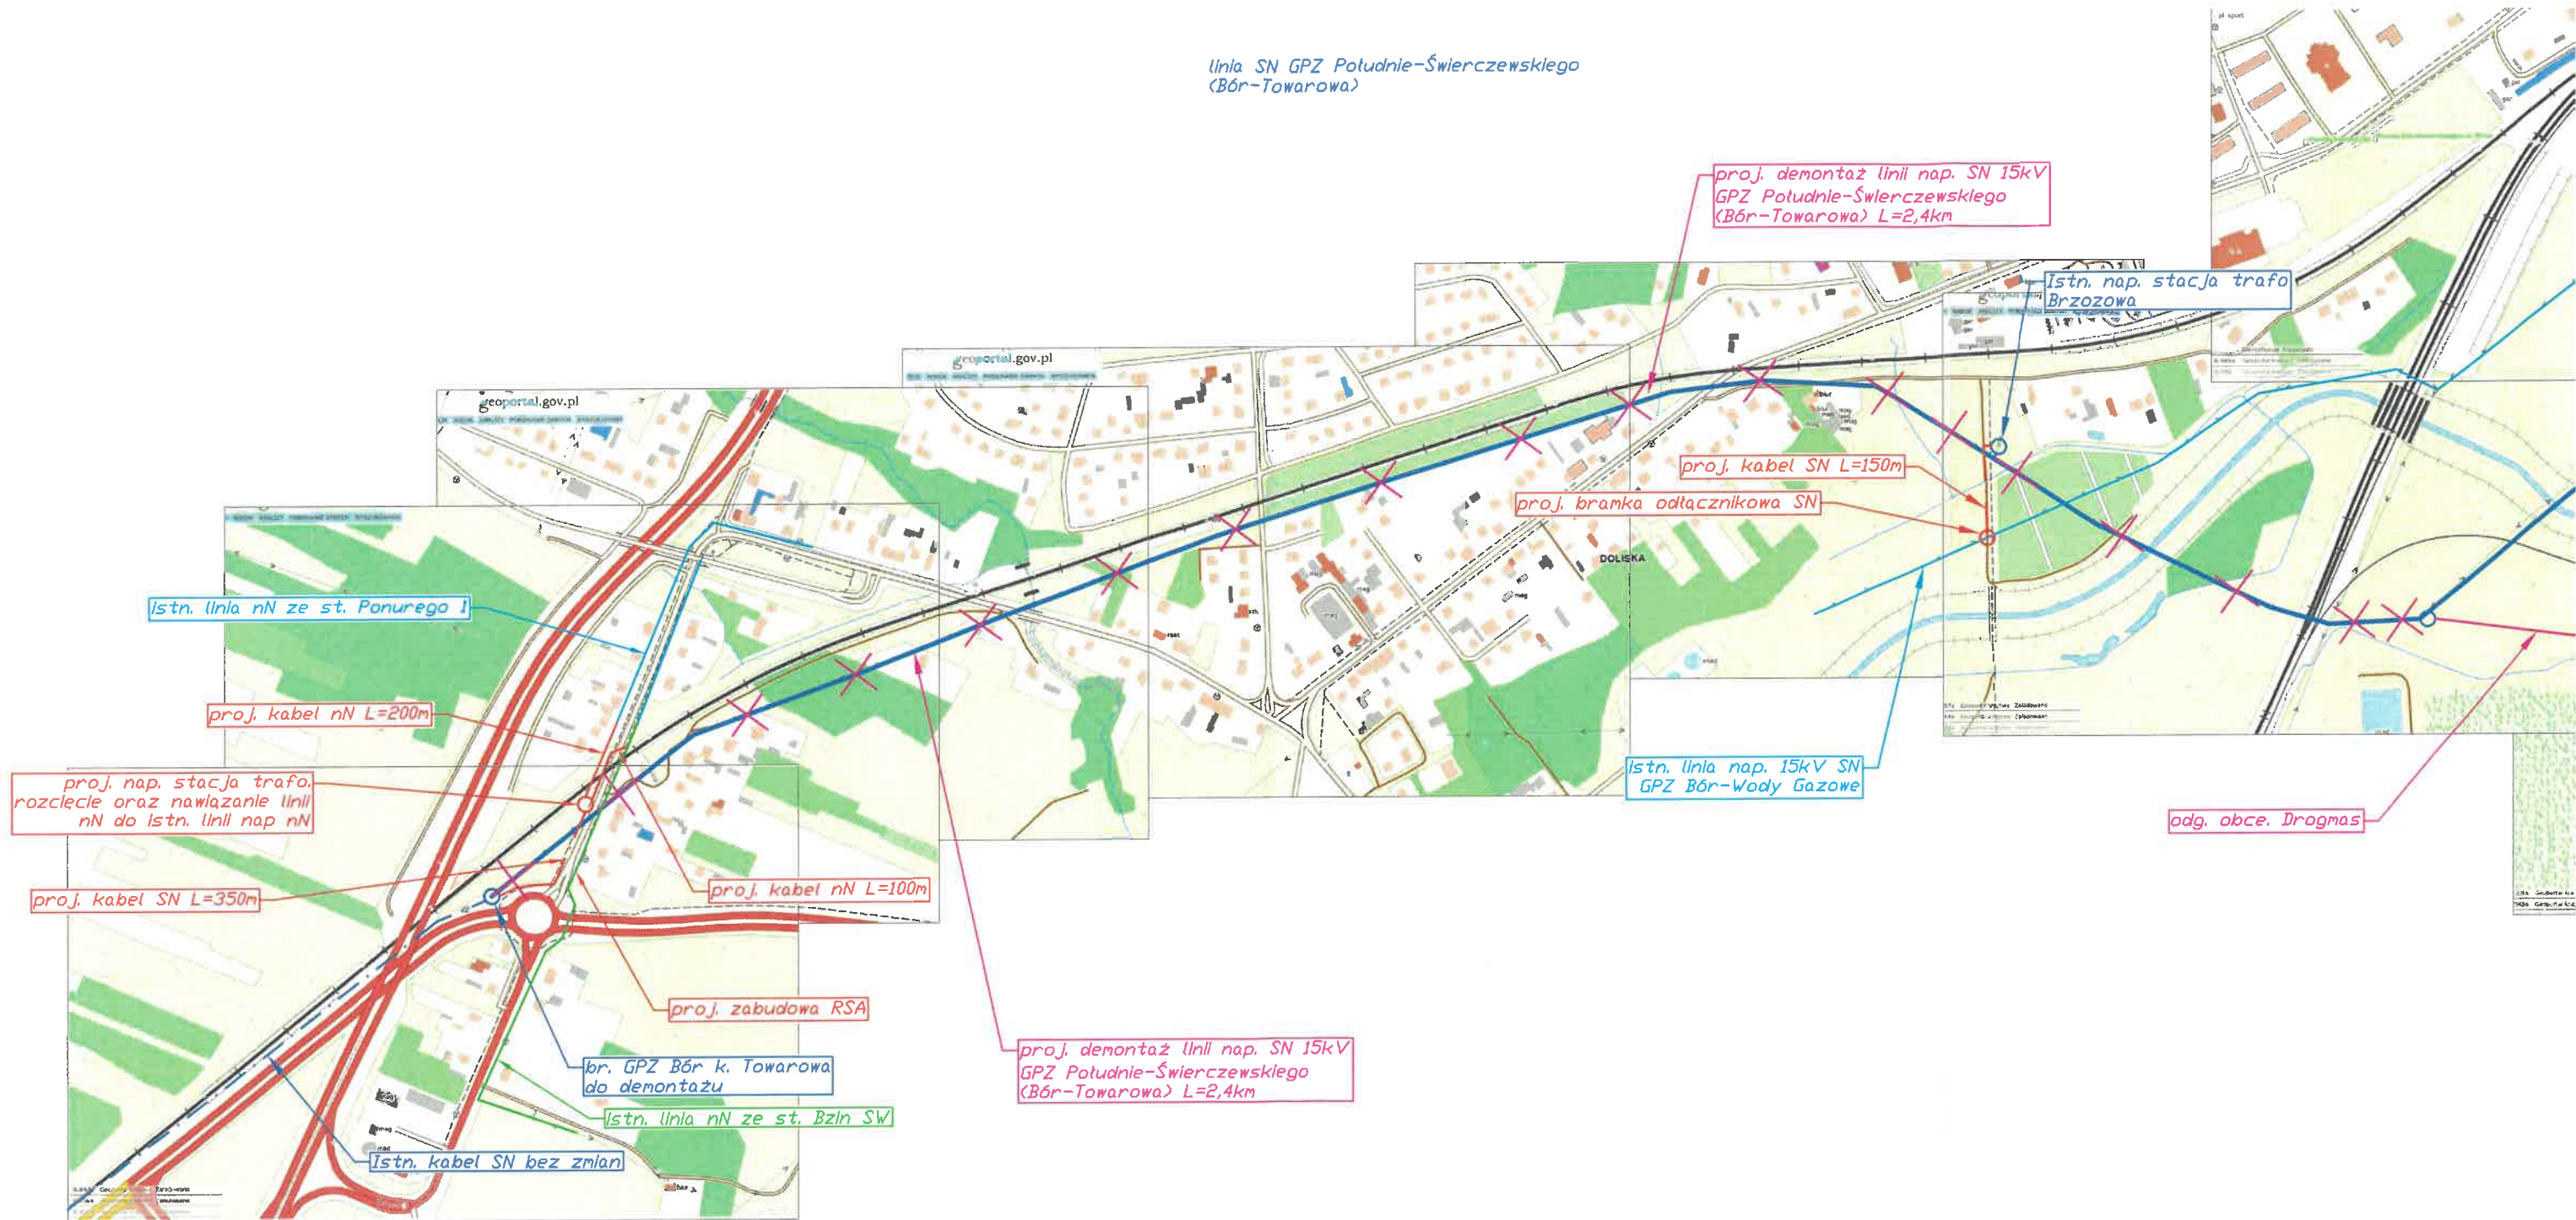 linia SN GPZ Południe-Świerczewskiego
(Bór-Towarowa)
proj. demontaż linii nap. SN 15kV
GPZ Południe-Świerczewskiego
(Bór-Towarowa) L=2,4km
Istn. nap. stacja trafo
Brzozowa
geoportal.gov.pl
geoportal.gov.pl
proj. kabel SN L=150m
proj. bramka odłącznikowa SN
DOLISKA
Istn. linia nN ze st. Ponurego 1
proj. kabel nN L=200m
proj. nap. stacja trafo,
rozcięcie oraz nawiązanie linii
nN do istn. linii nap nN
Istn. linia nap. 15kV SN
GPZ Bór-Wody Gazowe
odg. obce. Drogmas
proj. kabel SN L=350m
proj. kabel nN L=100m
proj. zabudowa RSA
br. GPZ Bór k. Towarowa
do demontażu
proj. demontaż linii nap. SN 15kV
GPZ Południe-Świerczewskiego
(Bór-Towarowa) L=2,4km
Istn. linia nN ze st. Bzin SW
Istn. kabel SN bez zmian
pl sport
mag
mag
mag